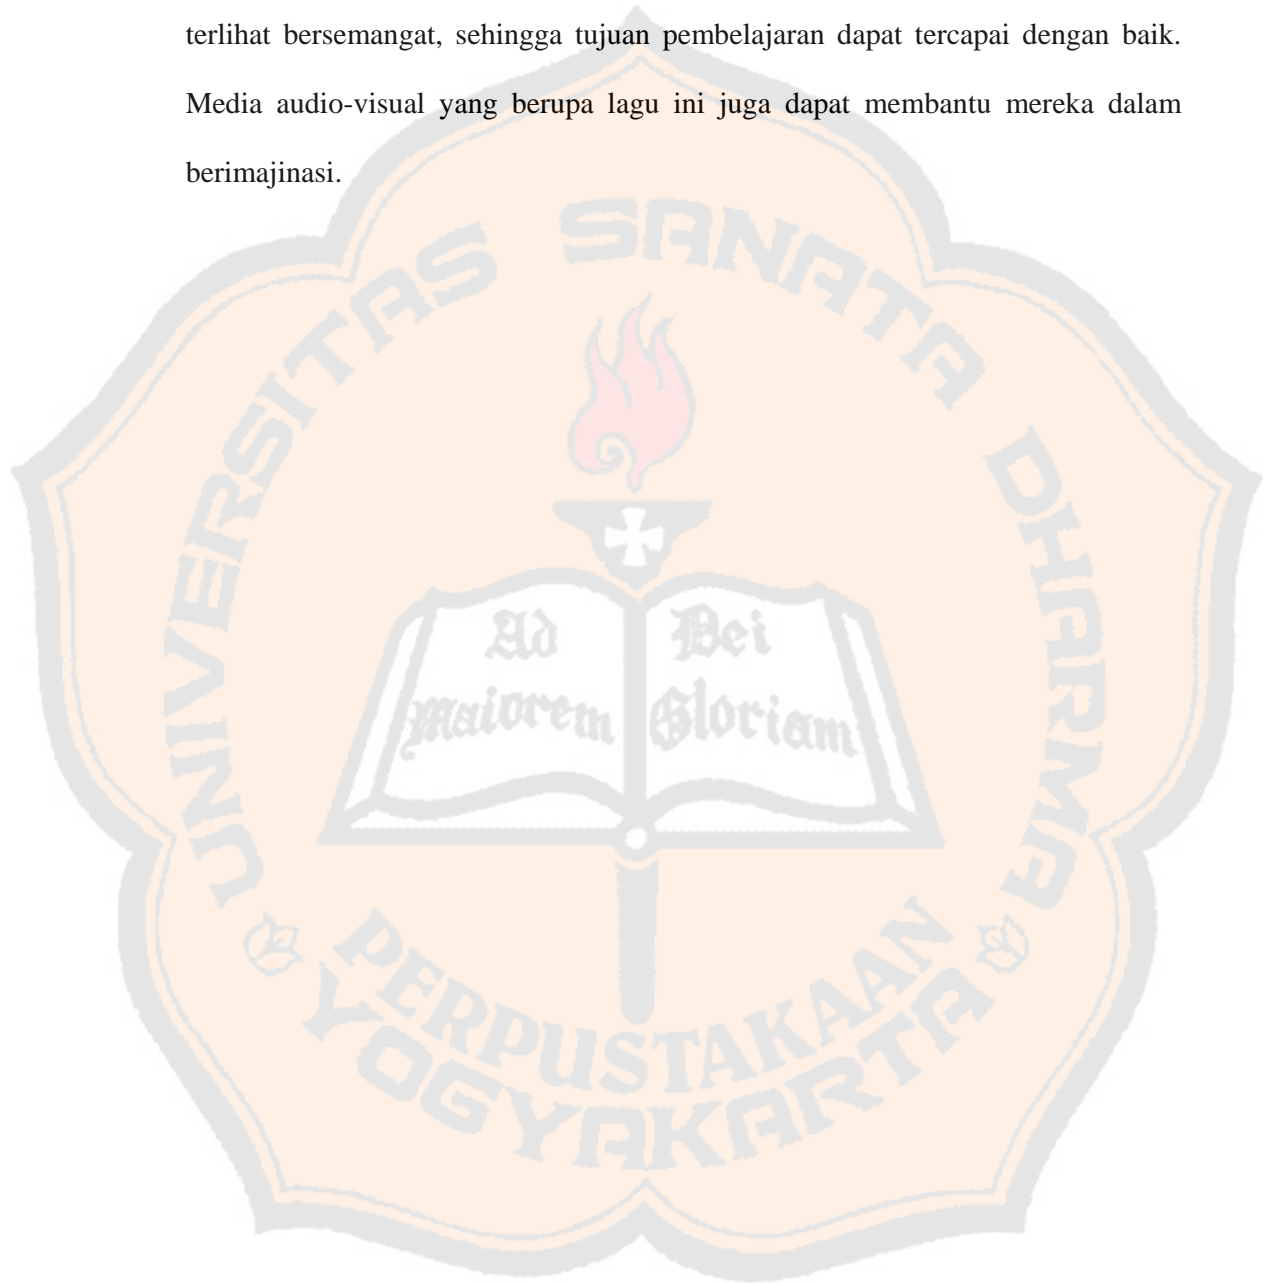 terlihat bersemangat, sehingga tujuan pembelajaran dapat tercapai dengan baik.
Media audio-visual yang berupa lagu ini juga dapat membantu mereka dalam
berimajinasi.
UNIVERSITAS SANATA DHARMA
Ad
maiorem
Dei
Gloriam
PERPUSTAKAAN
YOGYAKARTA